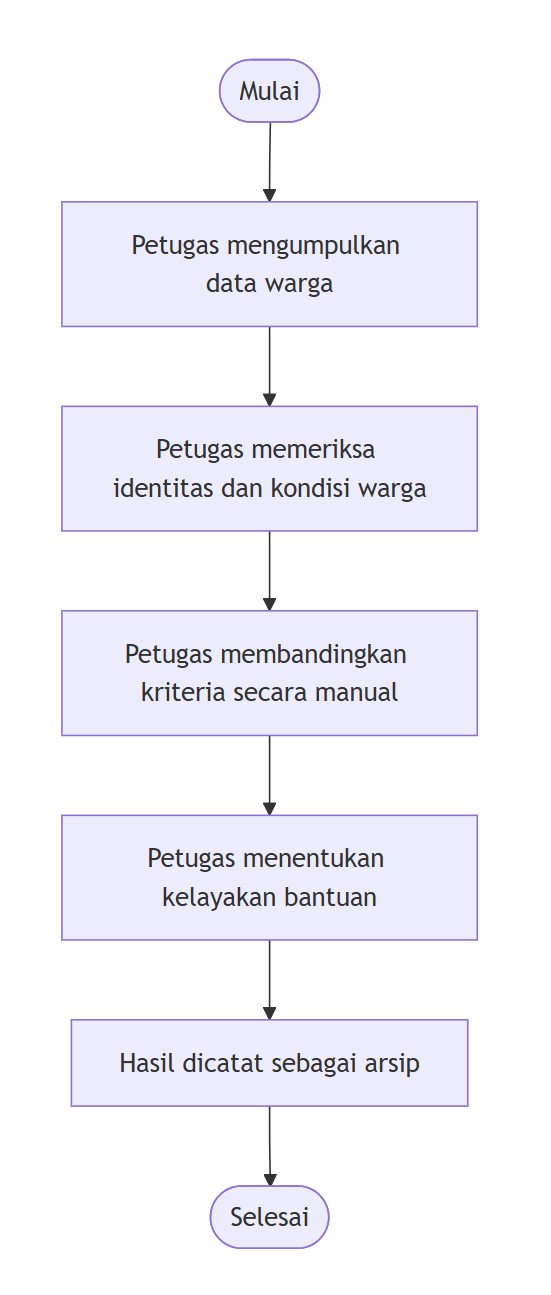 Mulai
Petugas mengumpulkan
data warga
Petugas memeriksa
identitas dan kondisi warga
Petugas membandingkan
kriteria secara manual
Petugas menentukan
kelayakan bantuan
Hasil dicatat sebagai arsip
Selesai